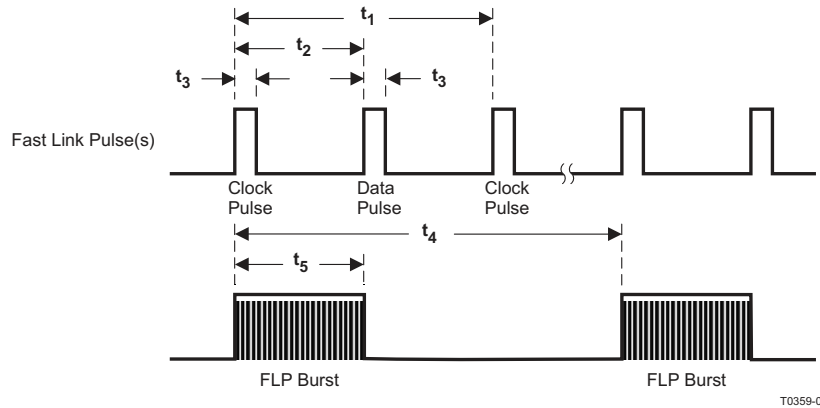 t1
t2
t3
t3
Fast Link Pulse(s)
Clock
Pulse
Data
Pulse
Clock
Pulse
t4
t5
FLP Burst
FLP Burst